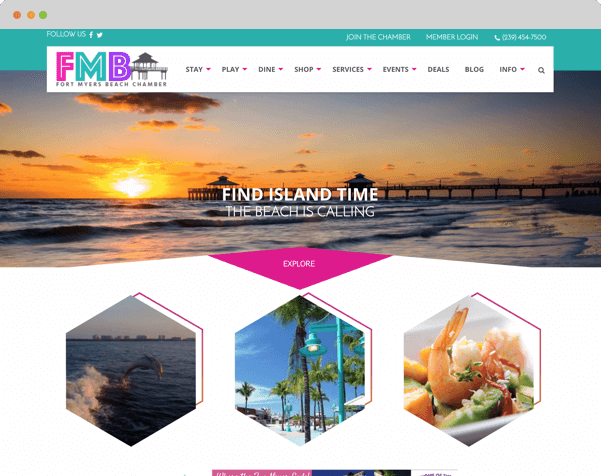 FOLLOW US
JOIN THE CHAMBER MEMBER LOGIN (239) 454-7500
FMB
FORT MYERS BEACH CHAMBER
STAY PLAY DINE SHOP SERVICES EVENTS DEALS BLOG INFO
FIND ISLAND TIME
THE BEACH IS CALLING
EXPLORE